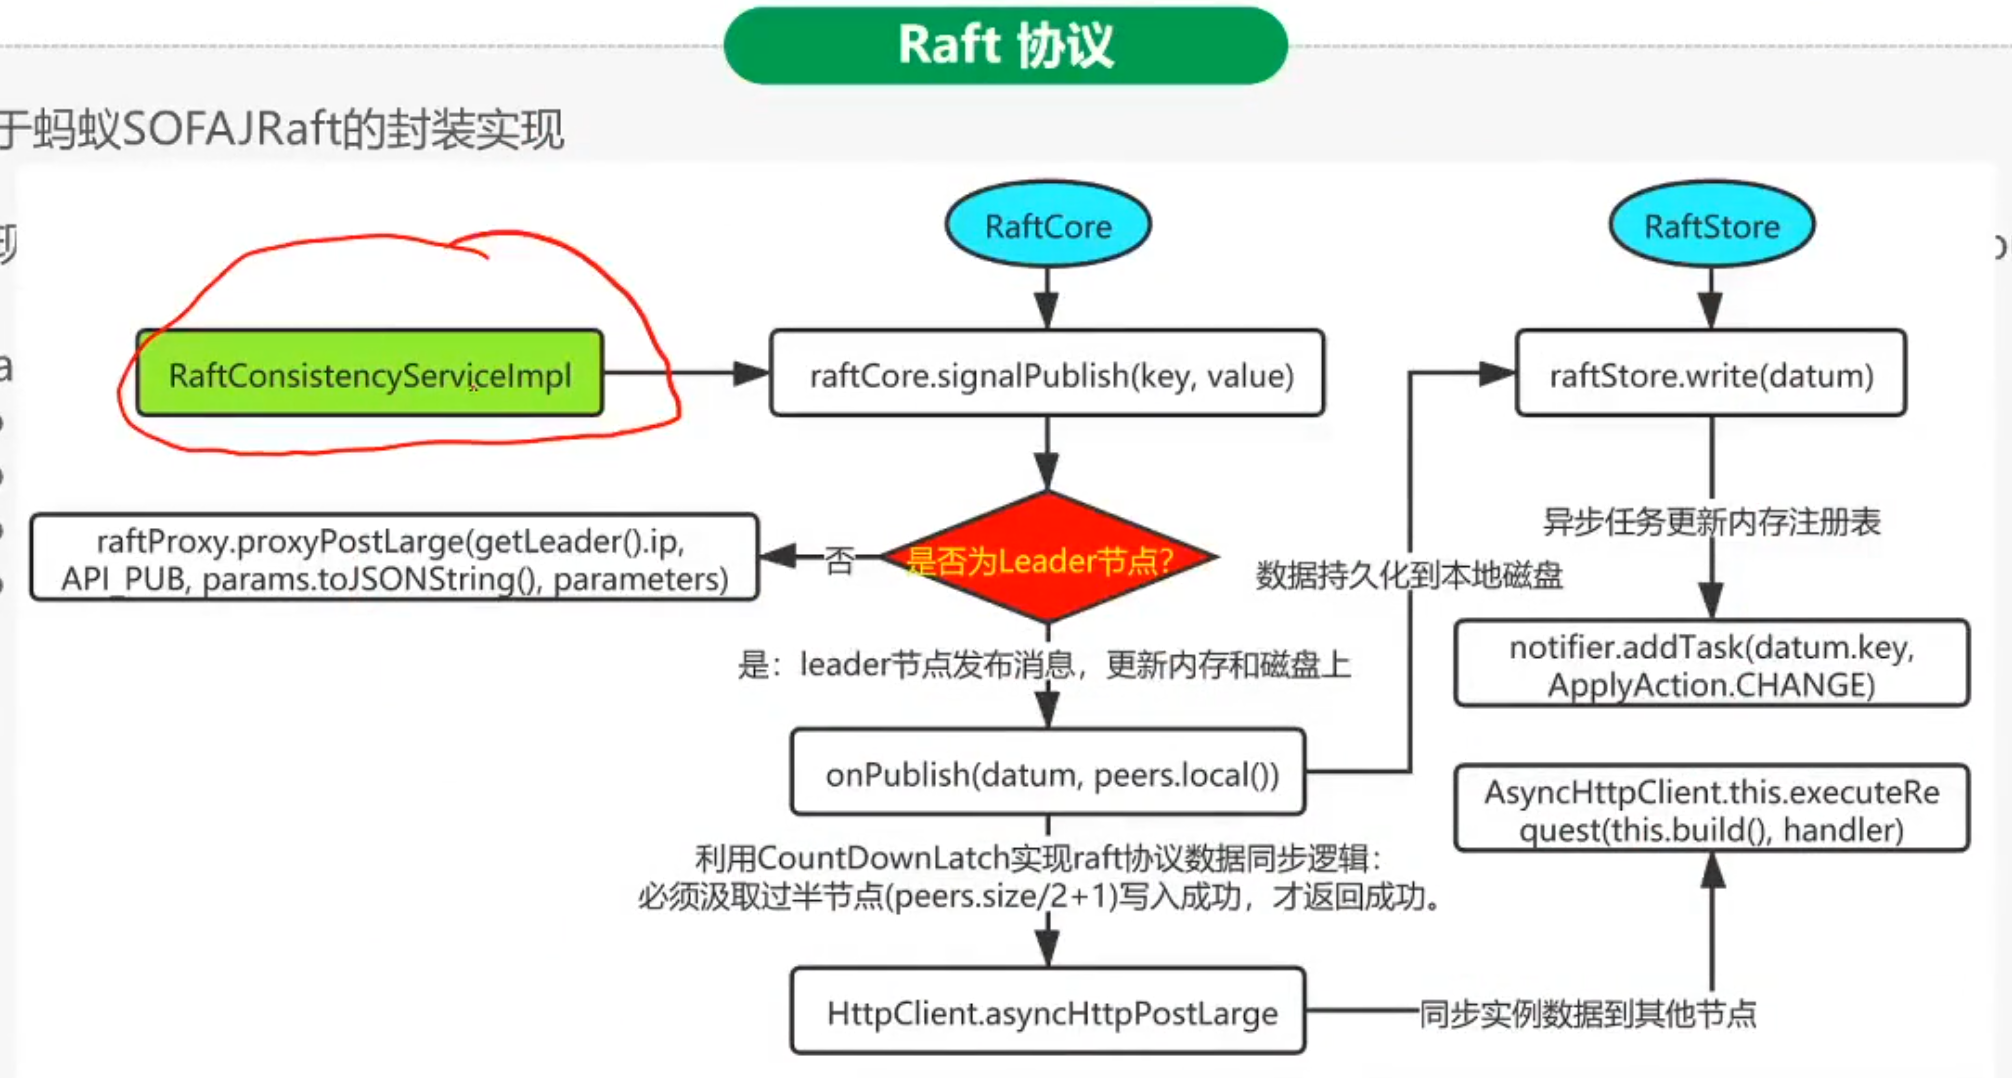 Raft 协议
于蚂蚁SOFAJRaft的封装实现
RaftCore
RaftStore
RaftConsistencyServiceImpl
raftCore.signalPublish(key, value)
raftStore.write(datum)
异步任务更新内存注册表
raftProxy.proxyPostLarge(getLeader().ip,
API_PUB, params.toJSONString(), parameters)
否
是否为Leader节点?
数据持久化到本地磁盘
notifier.addTask(datum.key,
ApplyAction.CHANGE)
是：leader节点发布消息，更新内存和磁盘上
onPublish(datum, peers.local())
AsyncHttpClient.this.executeRe
quest(this.build(), handler)
利用CountDownLatch实现raft协议数据同步逻辑：
必须汲取过半节点(peers.size/2+1)写入成功，才返回成功。
HttpClient.asyncHttpPostLarge
同步实例数据到其他节点